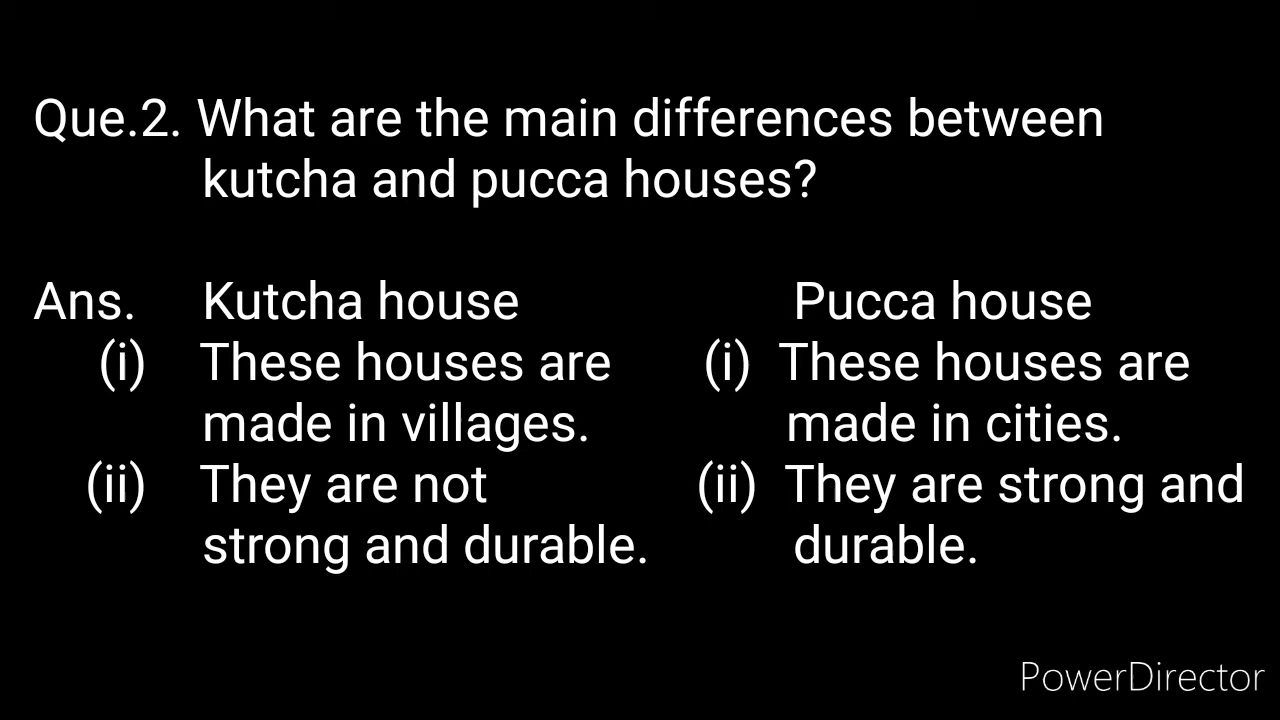 Que.2. What are the main differences between
kutcha and pucca houses?
Ans. Kutcha house Pucca house
(i) These houses are (i) These houses are
made in villages. made in cities.
(ii) They are not (ii) They are strong and
strong and durable. durable.
PowerDirector